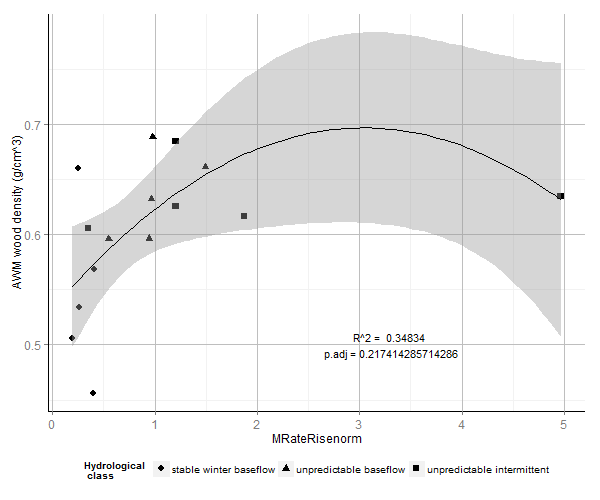 AWM wood density (g/cm^3)
0.7
0.6
0.5
R^2 = 0.34834
p.adj = 0.217414285714286
0 1 2 3 4 5
MRateRisenorm
Hydrological
class
stable winter baseflow unpredictable baseflow unpredictable intermittent